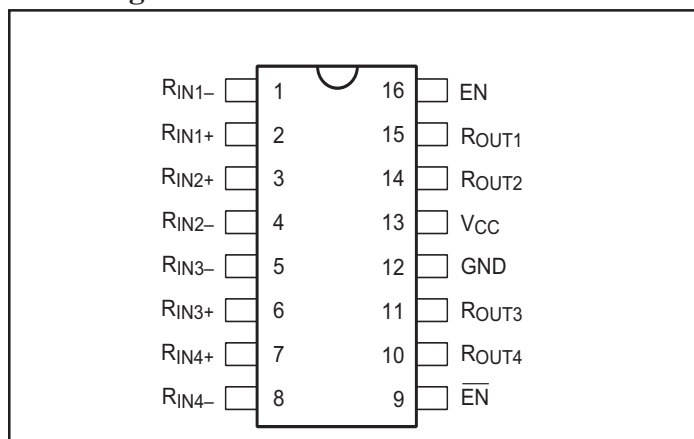 RIN1– 1 16 EN
RIN1+ 2 15 ROUT1
RIN2+ 3 14 ROUT2
RIN2– 4 13 VCC
RIN3– 5 12 GND
RIN3+ 6 11 ROUT3
RIN4+ 7 10 ROUT4
RIN4– 8 9 E̅N̅